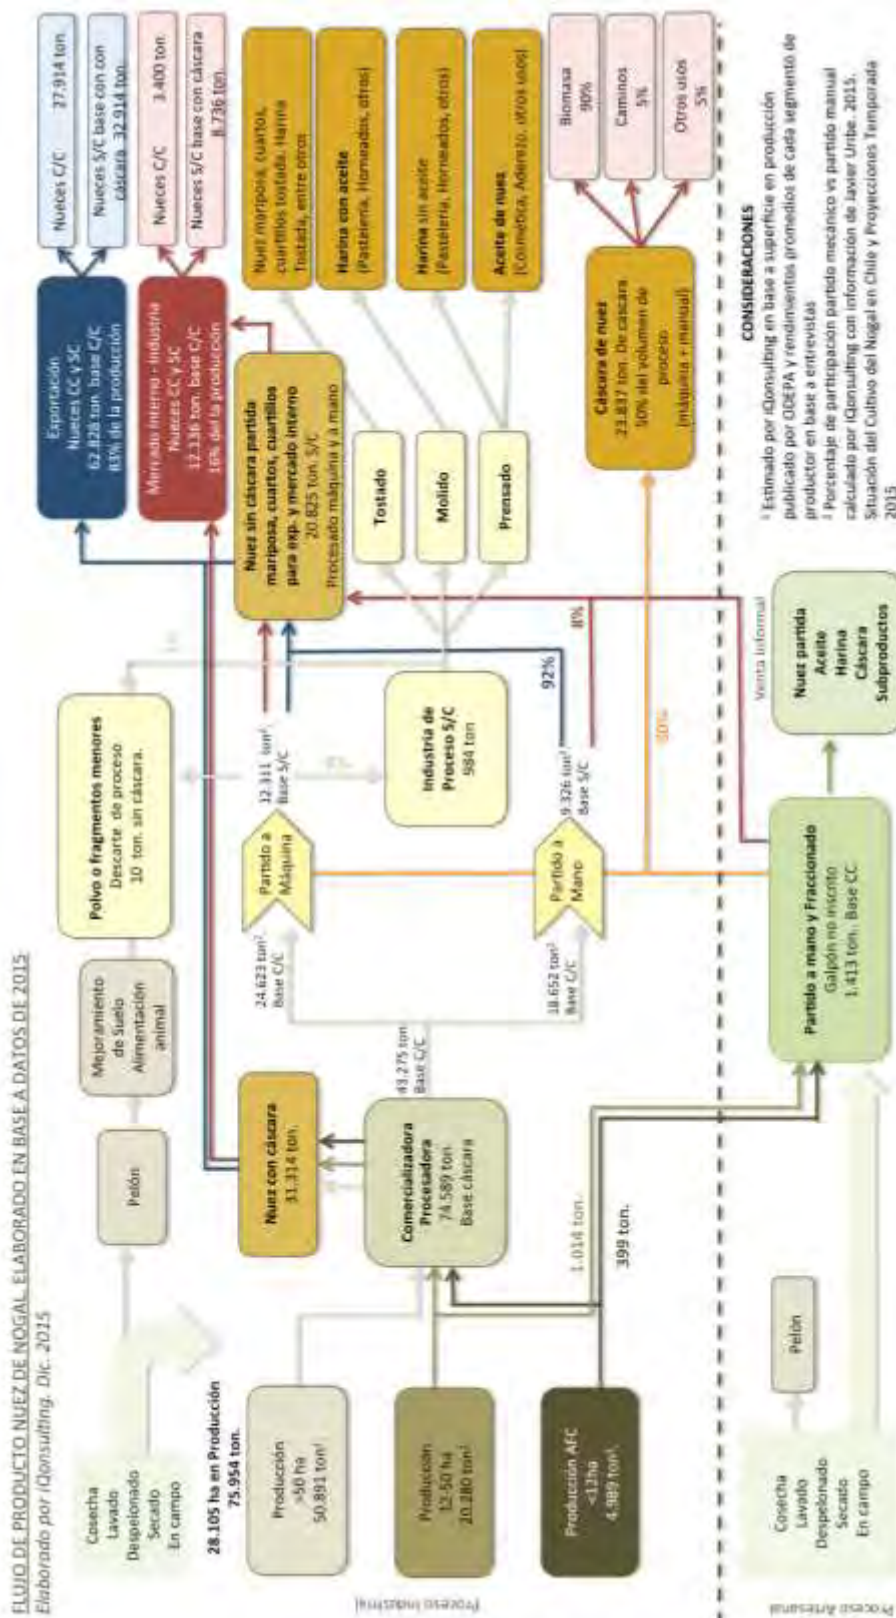 FLUJO DE PRODUCTO NUEZ DE NOGAL. ELABORADO EN BASE A DATOS DE 2015
Elaborado por iQonsulting. Dic. 2015
Cosecha
Lavado
Despelonado
Secado
En campo
Pelón
Mejoramiento
de Suelo
Alimentación
animal
Polvo o fragmentos menores
Descarte de proceso
10 ton. sin cáscara.
28.105 ha en Producción
75.954 ton.
Proceso Industrial
Producción
>50 ha
50.891 ton¹
Producción
12-50 ha
20.280 ton¹
Producción AFC
<12ha
4.989 ton¹.
Nuez con cáscara
31.314 ton.
Comercializadora
Procesadora
74.589 ton.
Base cáscara
43.275 ton
Base C/C
1.014 ton.
399 ton.
24.623 ton².
Base C/C
18.652 ton².
Base C/C
Partido a
Máquina
Partido a
Mano
12.311 ton².
Base S/C
9.326 ton².
Base S/C
Industria de
Proceso S/C
984 ton
92%
8%
50%
Exportación
Nueces CC y SC
62.828 ton. base C/C
83% de la producción
Nueces C/C 27.914 ton.
Nueces S/C base con con
cáscara 32.914 ton.
Mercado Interno - Industria
Nueces CC y SC
12.136 ton. base C/C
16% del la producción
Nueces C/C 3.400 ton.
Nueces S/C base con cáscara
8.736 ton.
Nuez sin cáscara partida
mariposa, cuartos, cuartillos
para exp. y mercado interno
20.825 ton. S/C
Procesado máquina y a mano
Tostado
Molido
Prensado
Nuez mariposa, cuartos,
cuartillos tostada, Harina
Tostada, entre otros
Harina con aceite
(Pastelería, Horneados, otros)
Harina sin aceite
(Pastelería, Horneados, otros)
Aceite de nuez
(Cosmética, Aderezo, otros usos)
Cáscara de nuez
23.837 ton. De cascara
50% del volumen de
proceso
(máquina + manual)
Biomasa
90%
Caminos
5%
Otros usos
5%
Proceso Artesanal
Cosecha
Lavado
Despelonado
Secado
En campo
Pelón
Partido a mano y Fraccionado
Galpón no inscrito
1.413 ton. Base CC
Venta Informal
Nuez partida
Aceite
Harina
Cáscara
Subproductos
CONSIDERACIONES
¹ Estimado por iQonsulting en base a superficie en producción
publicado por ODEPA y rendimientos promedios de cada segmento de
productor en base a entrevistas
² Porcentaje de participación partido mecánico vs partido manual
calculado por iQonsulting con información de Javier Uribe. 2015.
Situación del Cultivo del Nogal en Chile y Proyecciones Temporada
2015